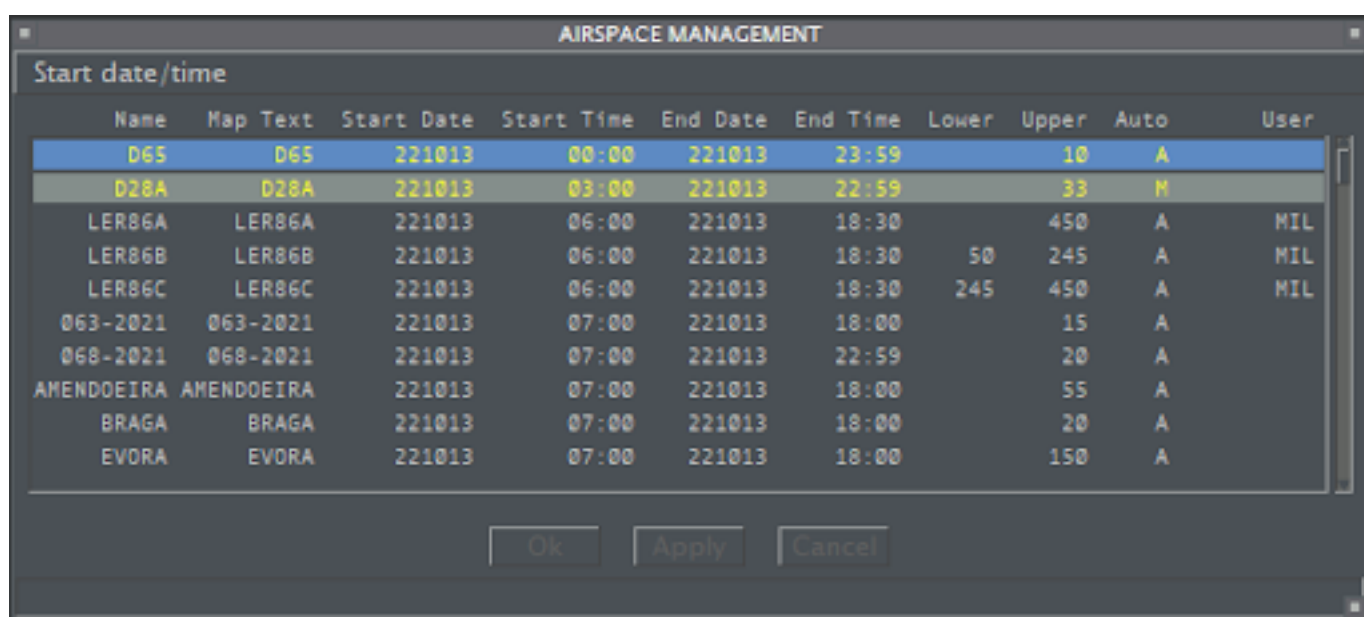 AIRSPACE MANAGEMENT
Start date/time
Name Map Text Start Date Start Time End Date End Time Lower Upper Auto User
D65 D65 221013 00:00 221013 23:59 10 A
D28A D28A 221013 03:00 221013 22:59 33 M
LER86A LER86A 221013 06:00 221013 18:30 450 A MIL
LER86B LER86B 221013 06:00 221013 18:30 50 245 A MIL
LER86C LER86C 221013 06:00 221013 18:30 245 450 A MIL
063-2021 063-2021 221013 07:00 221013 18:00 15 A
068-2021 068-2021 221013 07:00 221013 22:59 20 A
AMENDOEIRA AMENDOEIRA 221013 07:00 221013 18:00 55 A
BRAGA BRAGA 221013 07:00 221013 18:00 20 A
EVORA EVORA 221013 07:00 221013 18:00 150 A
Ok Apply Cancel